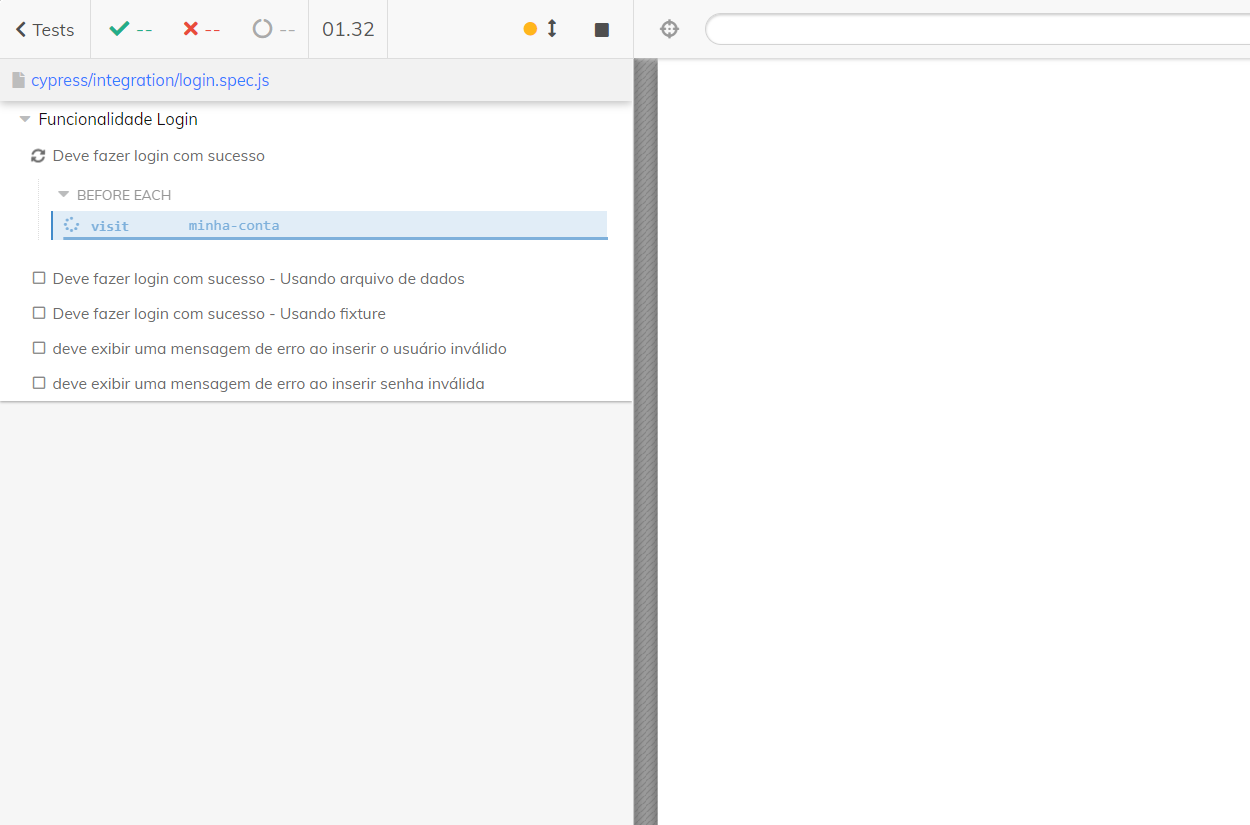 Tests -- -- -- 01.32
cypress/integration/login.spec.js
Funcionalidade Login
Deve fazer login com sucesso
BEFORE EACH
visit minha-conta
Deve fazer login com sucesso - Usando arquivo de dados
Deve fazer login com sucesso - Usando fixture
deve exibir uma mensagem de erro ao inserir o usuário inválido
deve exibir uma mensagem de erro ao inserir senha inválida